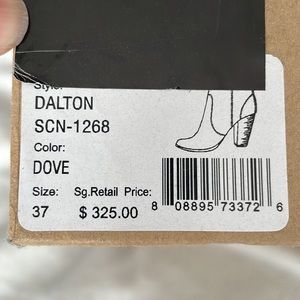 Style:
DALTON
SCN-1268
Color:
DOVE
Size: Sg.Retail Price:
37 $ 325.00
8 08895 73372 6